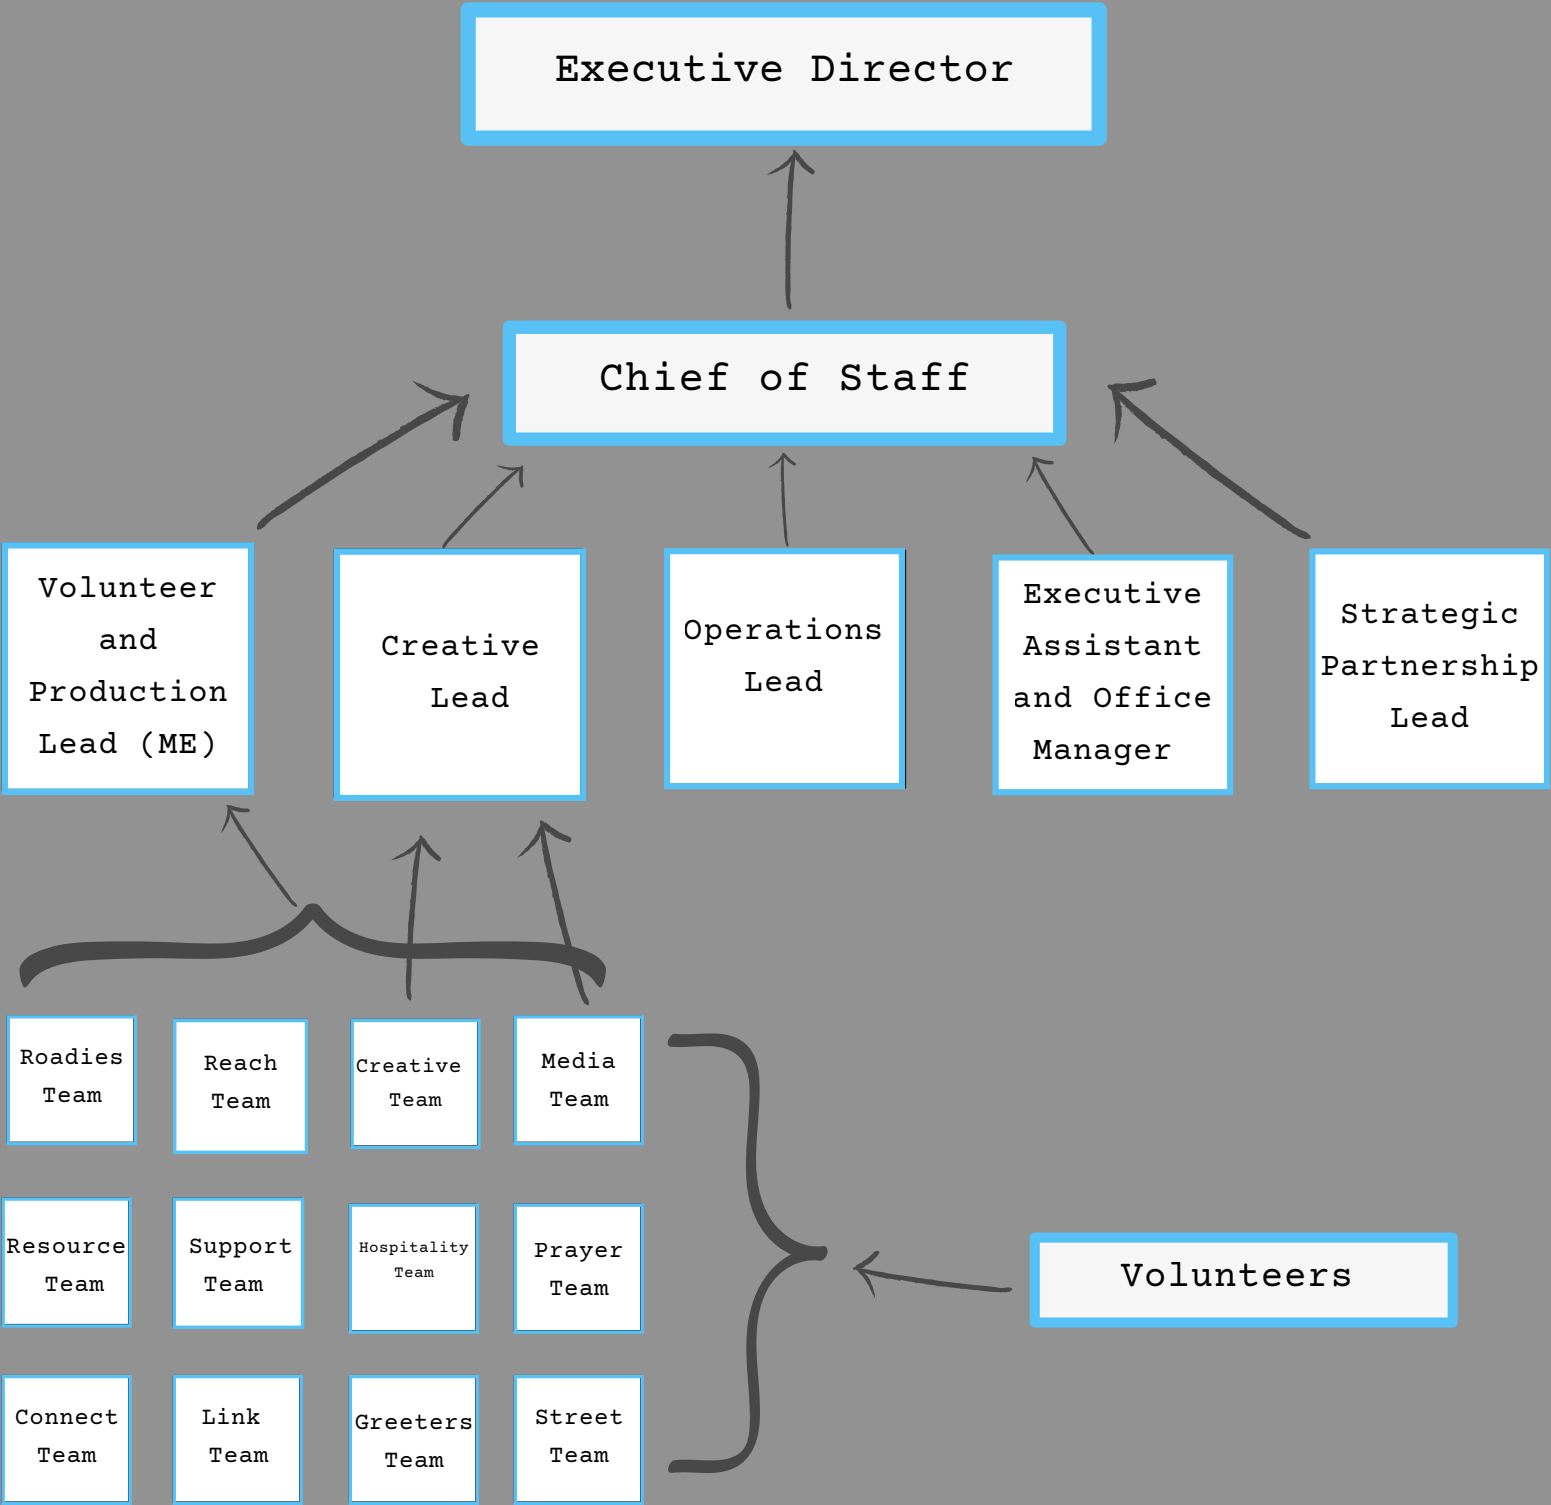 Executive Director
Chief of Staff
Volunteer
and
Production
Lead (ME)
Creative
Lead
Operations
Lead
Executive
Assistant
and Office
Manager
Strategic
Partnership
Lead
Roadies
Team
Reach
Team
Creative
Team
Media
Team
Resource
Team
Support
Team
Hospitality
Team
Prayer
Team
Volunteers
Connect
Team
Link
Team
Greeters
Team
Street
Team